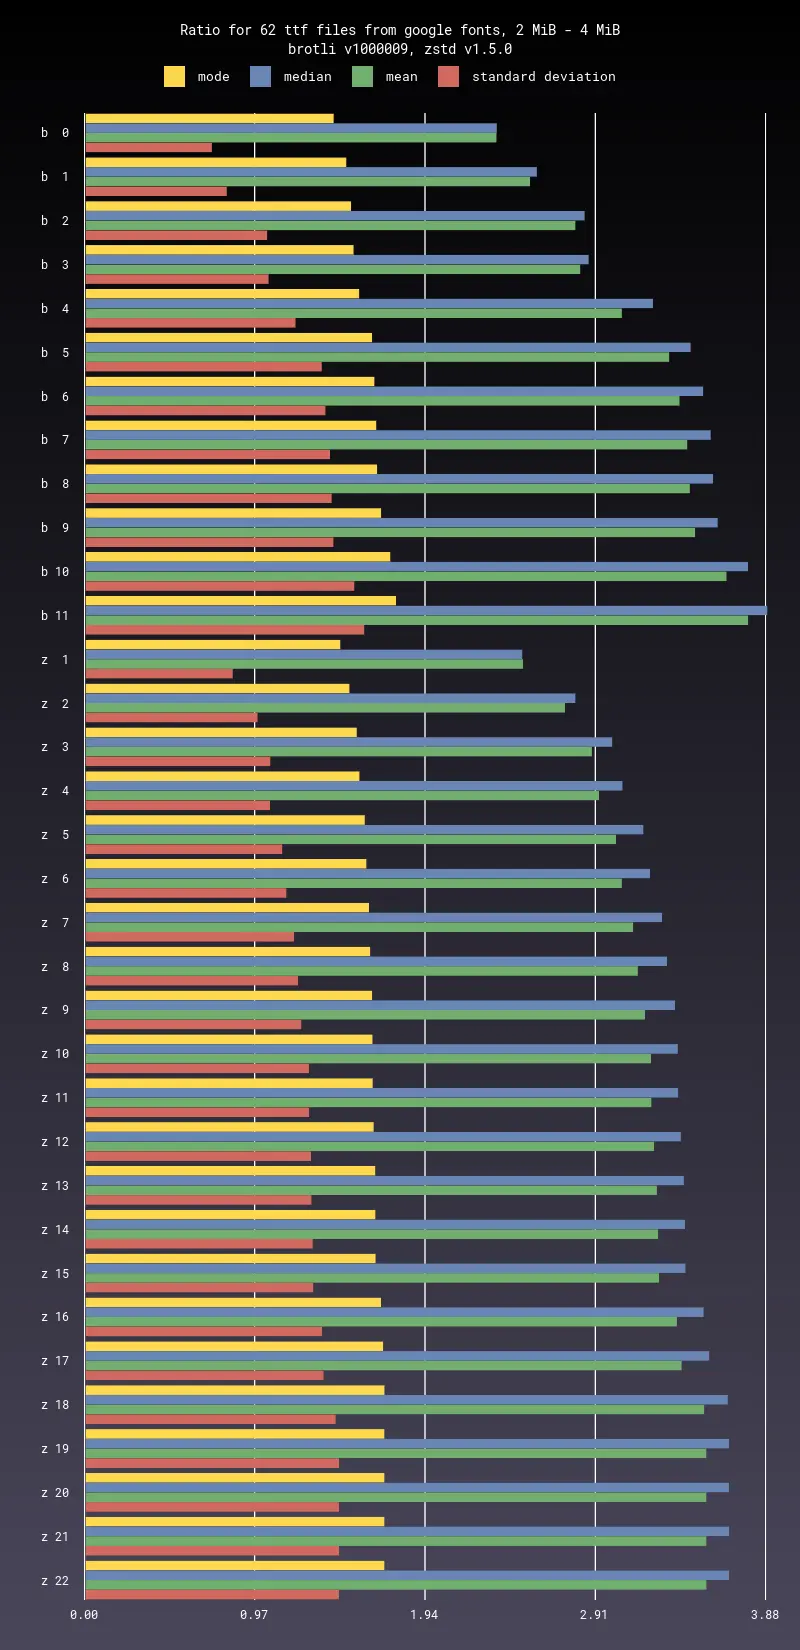 Ratio for 62 ttf files from google fonts, 2 MiB - 4 MiB
brotli v1000009, zstd v1.5.0
mode median mean standard deviation
b 0
b 1
b 2
b 3
b 4
b 5
b 6
b 7
b 8
b 9
b 10
b 11
z 1
z 2
z 3
z 4
z 5
z 6
z 7
z 8
z 9
z 10
z 11
z 12
z 13
z 14
z 15
z 16
z 17
z 18
z 19
z 20
z 21
z 22
0.00 0.97 1.94 2.91 3.88